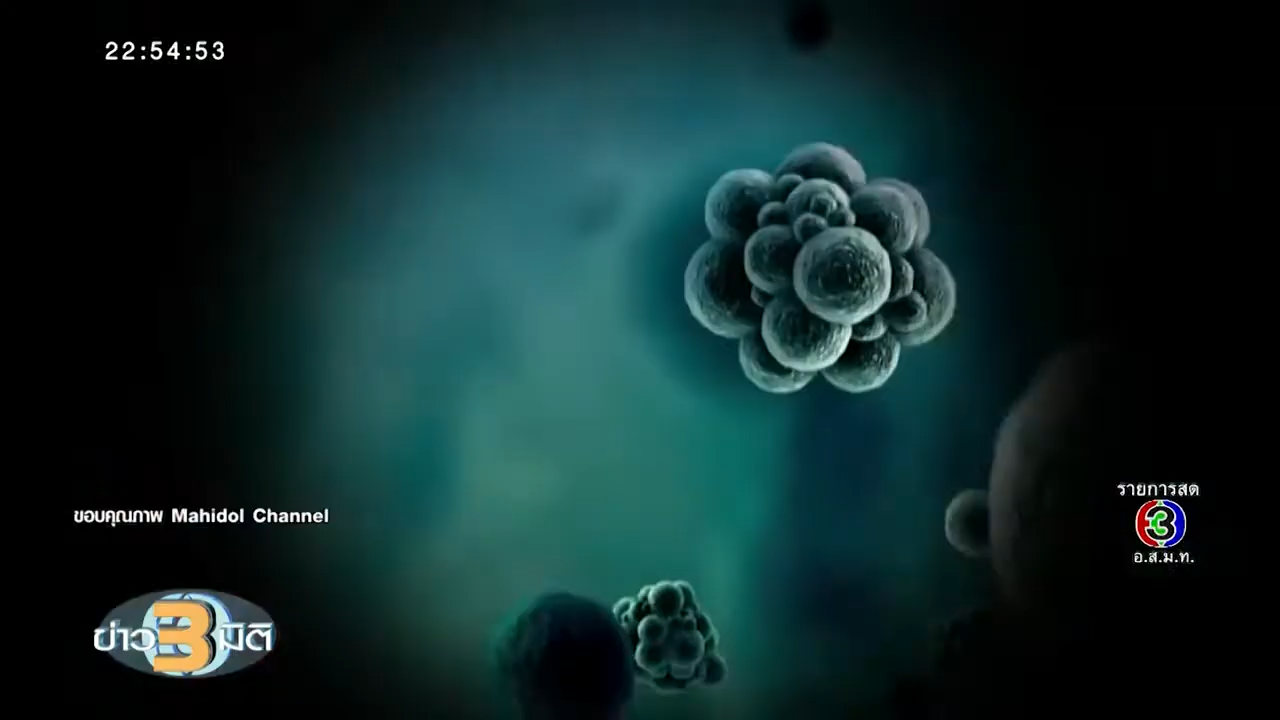 22:54:53
ขอบคุณภาพ Mahidol Channel
รายการสด
3
อ.ส.ม.ท.
ข่าว 3 มิติ